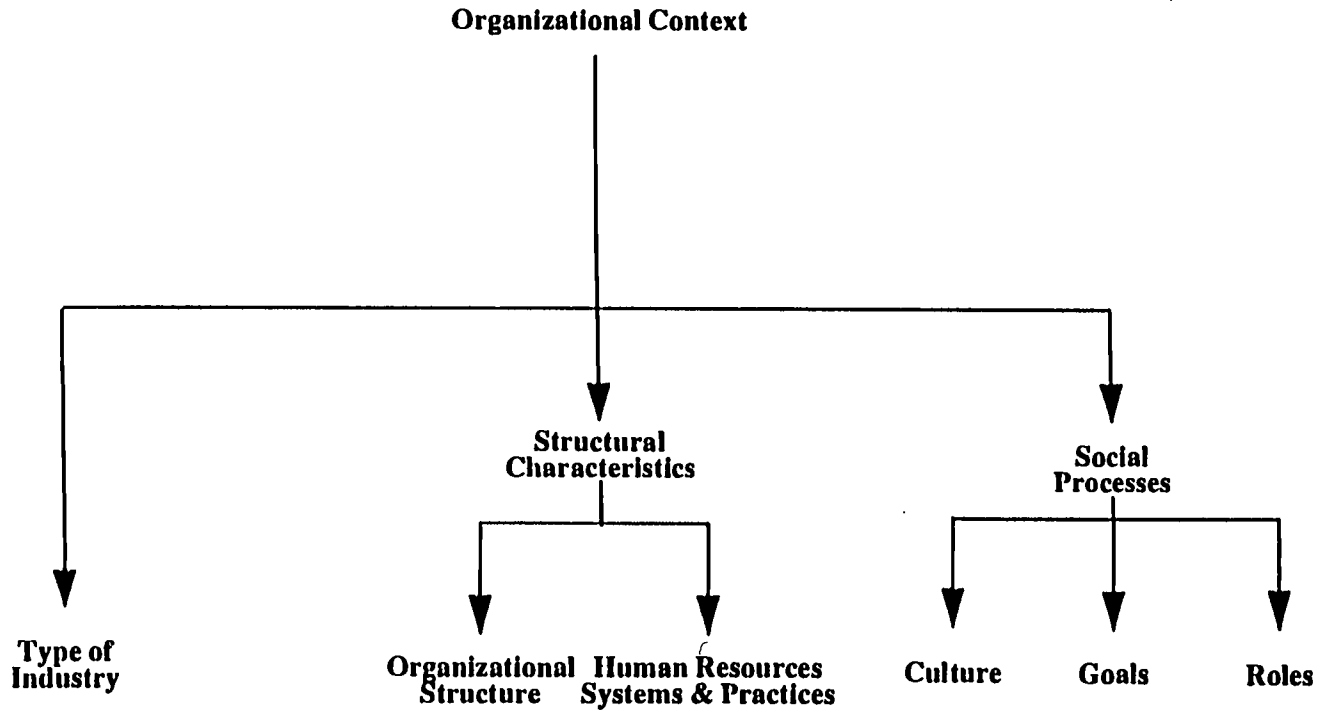 Organizational Context
Structural
Characteristics
Social
Processes
Type of
Industry
Organizational
Structure
Human Resources
Systems & Practices
Culture
Goals
Roles